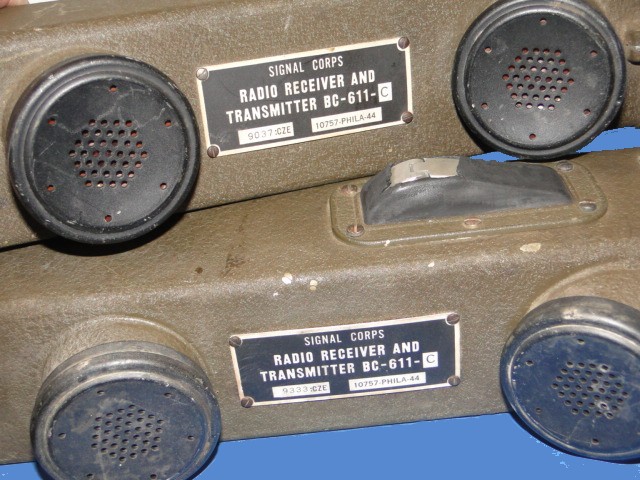 SIGNAL CORPS
RADIO RECEIVER AND
TRANSMITTER BC-611-C
9037:CZE 10757-PHILA-44
SIGNAL CORPS
RADIO RECEIVER AND
TRANSMITTER BC-611-C
9333:CZE 10757-PHILA-44